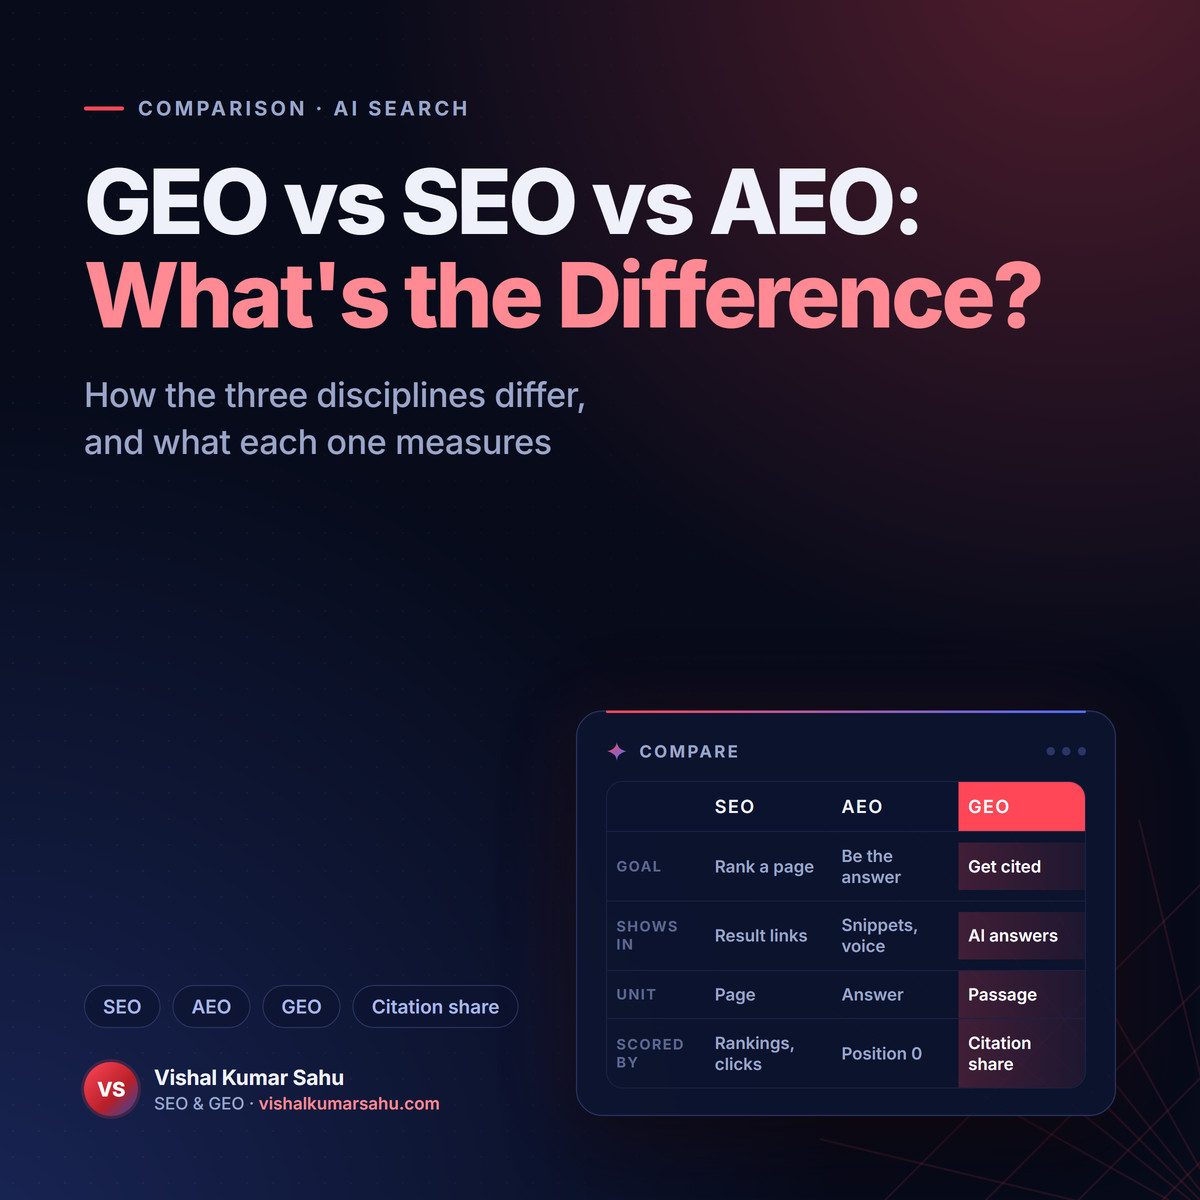 COMPARISON · AI SEARCH
GEO vs SEO vs AEO:
What's the Difference?
How the three disciplines differ,
and what each one measures
COMPARE
SEO AEO GEO
GOAL Rank a page Be the answer Get cited
SHOWS IN Result links Snippets, voice AI answers
UNIT Page Answer Passage
SCORED BY Rankings, clicks Position 0 Citation share
SEO AEO GEO Citation share
VS
Vishal Kumar Sahu
SEO & GEO · vishalkumarsahu.com